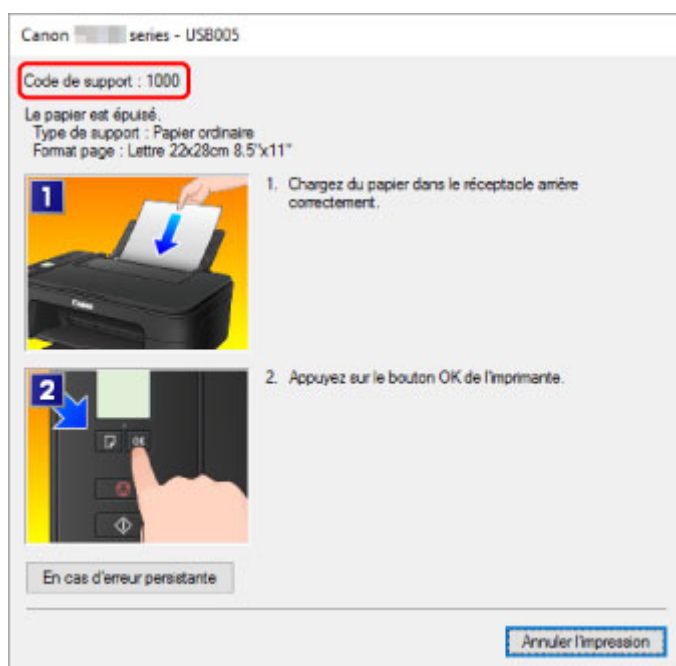 Canon series - USB005
Code de support : 1000
Le papier est épuisé.
Type de support : Papier ordinaire
Format page : Lettre 22x28cm 8.5"x11"
1
1. Chargez du papier dans le réceptacle arrière
correctement.
Canon
2
2. Appuyez sur le bouton OK de l'imprimante.
OK
En cas d'erreur persistante
Annuler l'impression